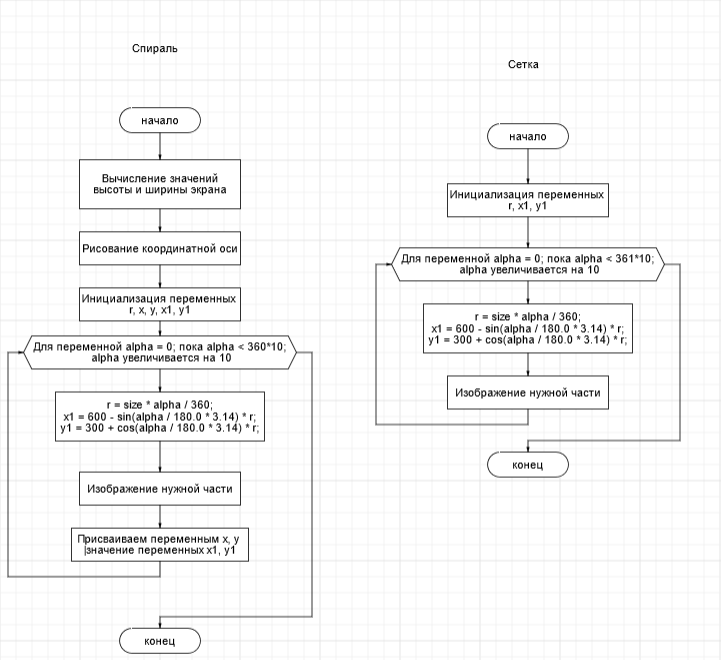 Спираль
начало
Вычисление значений
высоты и ширины экрана
Рисование координатной оси
Инициализация переменных
r, x, y, x1, y1
Для переменной alpha = 0; пока alpha < 360*10;
alpha увеличивается на 10
r = size * alpha / 360;
x1 = 600 - sin(alpha / 180.0 * 3.14) * r;
y1 = 300 + cos(alpha / 180.0 * 3.14) * r;
Изображение нужной части
Присваиваем переменным x, y
значение переменных x1, y1
конец
Сетка
начало
Инициализация переменных
r, x1, y1
Для переменной alpha = 0; пока alpha < 361*10;
alpha увеличивается на 10
r = size * alpha / 360;
x1 = 600 - sin(alpha / 180.0 * 3.14) * r;
y1 = 300 + cos(alpha / 180.0 * 3.14) * r;
Изображение нужной части
конец